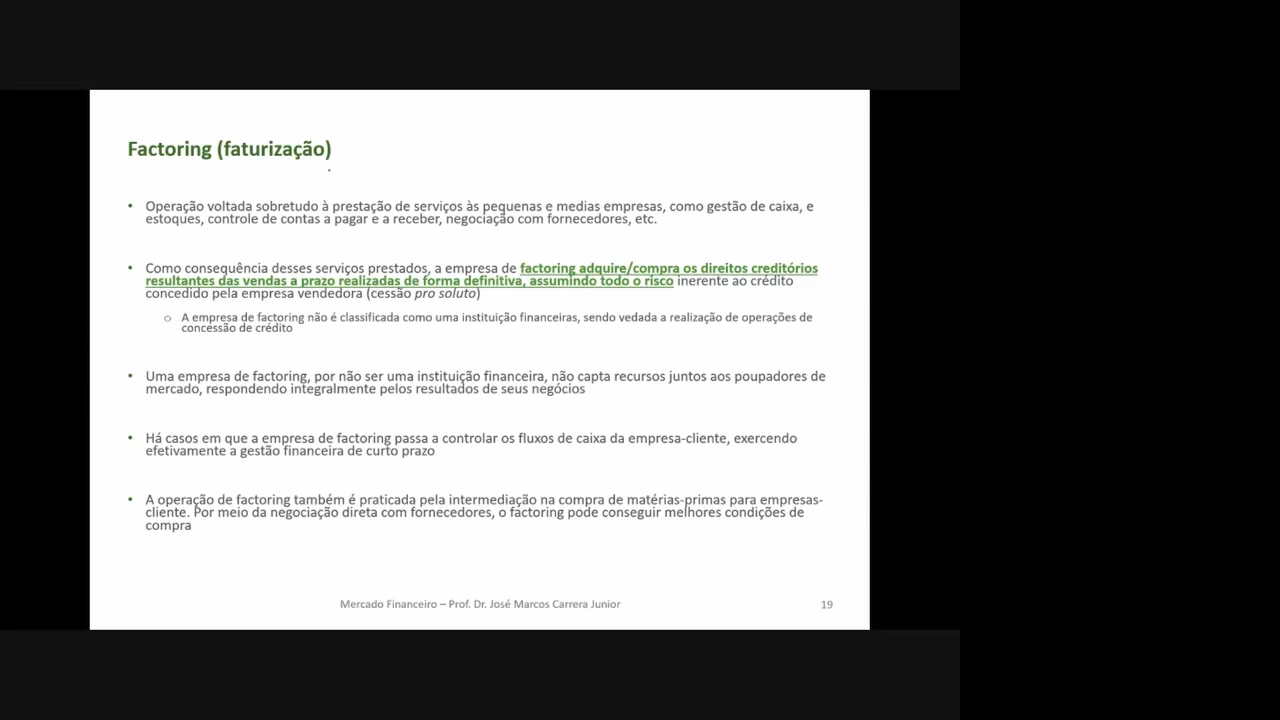 Factoring (faturização)
• Operação voltada sobretudo à prestação de serviços às pequenas e medias empresas, como gestão de caixa, e
estoques, controle de contas a pagar e a receber, negociação com fornecedores, etc.
• Como consequência desses serviços prestados, a empresa de factoring adquire/compra os direitos creditórios
resultantes das vendas a prazo realizadas de forma definitiva, assumindo todo o risco inerente ao crédito
concedido pela empresa vendedora (cessão pro soluto)
○ A empresa de factoring não é classificada como uma instituição financeiras, sendo vedada a realização de operações de
concessão de crédito
• Uma empresa de factoring, por não ser uma instituição financeira, não capta recursos juntos aos poupadores de
mercado, respondendo integralmente pelos resultados de seus negócios
• Há casos em que a empresa de factoring passa a controlar os fluxos de caixa da empresa-cliente, exercendo
efetivamente a gestão financeira de curto prazo
• A operação de factoring também é praticada pela intermediação na compra de matérias-primas para empresas-
cliente. Por meio da negociação direta com fornecedores, o factoring pode conseguir melhores condições de
compra
Mercado Financeiro – Prof. Dr. José Marcos Carrera Junior
19